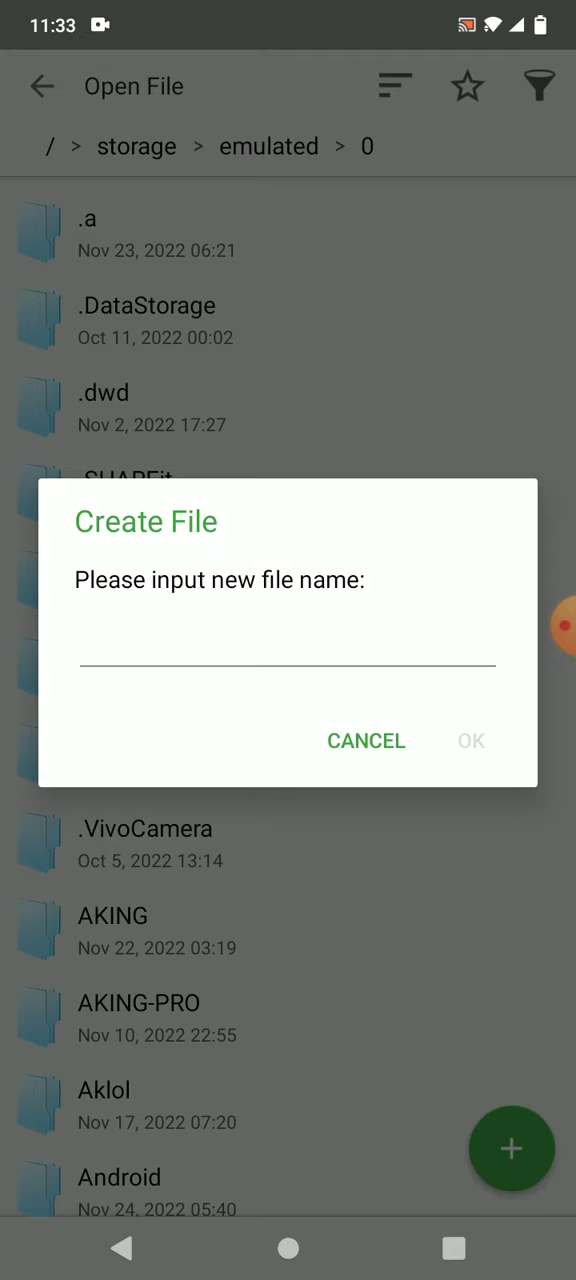 11:33
Open File
/ > storage > emulated > 0
.a
Nov 23, 2022 06:21
.DataStorage
Oct 11, 2022 00:02
.dwd
Nov 2, 2022 17:27
Create File
Please input new file name:
CANCEL OK
.VivoCamera
Oct 5, 2022 13:14
AKING
Nov 22, 2022 03:19
AKING-PRO
Nov 10, 2022 22:55
Aklol
Nov 17, 2022 07:20
Android
Nov 24, 2022 05:40